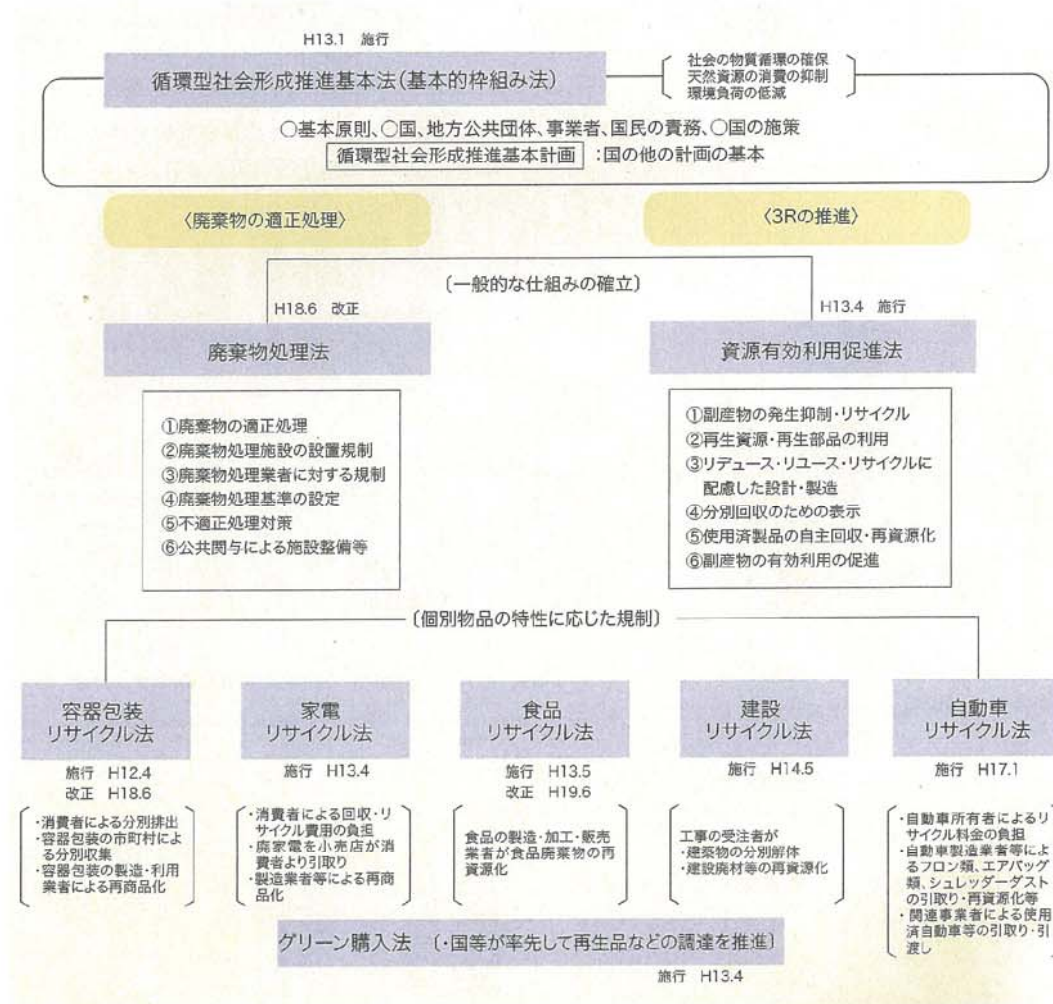 H13.1 施行
循環型社会形成推進基本法(基本的枠組み法)
社会の物質循環の確保
天然資源の消費の抑制
環境負荷の低減
○基本原則、○国、地方公共団体、事業者、国民の責務、○国の施策
循環型社会形成推進基本計画 :国の他の計画の基本
〈廃棄物の適正処理〉
〈3Rの推進〉
〔一般的な仕組みの確立〕
H18.6 改正
H13.4 施行
廃棄物処理法
資源有効利用促進法
①廃棄物の適正処理
②廃棄物処理施設の設置規制
③廃棄物処理業者に対する規制
④廃棄物処理基準の設定
⑤不適正処理対策
⑥公共関与による施設整備等
①副産物の発生抑制・リサイクル
②再生資源・再生部品の利用
③リデュース・リユース・リサイクルに
配慮した設計・製造
④分別回収のための表示
⑤使用済製品の自主回収・再資源化
⑥副産物の有効利用の促進
〔個別物品の特性に応じた規制〕
容器包装
リサイクル法
施行 H12.4
改正 H18.6
・消費者による分別排出
・容器包装の市町村によ
る分別収集
・容器包装の製造・利用
業者による再商品化
家電
リサイクル法
施行 H13.4
・消費者による回収・リ
サイクル費用の負担
・廃家電を小売店が消
費者より引取り
・製造業者等による再商
品化
食品
リサイクル法
施行 H13.5
改正 H19.6
食品の製造・加工・販売
業者が食品廃棄物の再
資源化
建設
リサイクル法
施行 H14.5
工事の受注者が
・建築物の分別解体
・建設廃材等の再資源化
自動車
リサイクル法
施行 H17.1
・自動車所有者によるリ
サイクル料金の負担
・自動車製造業者等によ
るフロン類、エアバッグ
類、シュレッダーダスト
の引取り・再資源化等
・関連事業者による使用
済自動車等の引取り・引
渡し
グリーン購入法 〔・国等が率先して再生品などの調達を推進〕
施行 H13.4